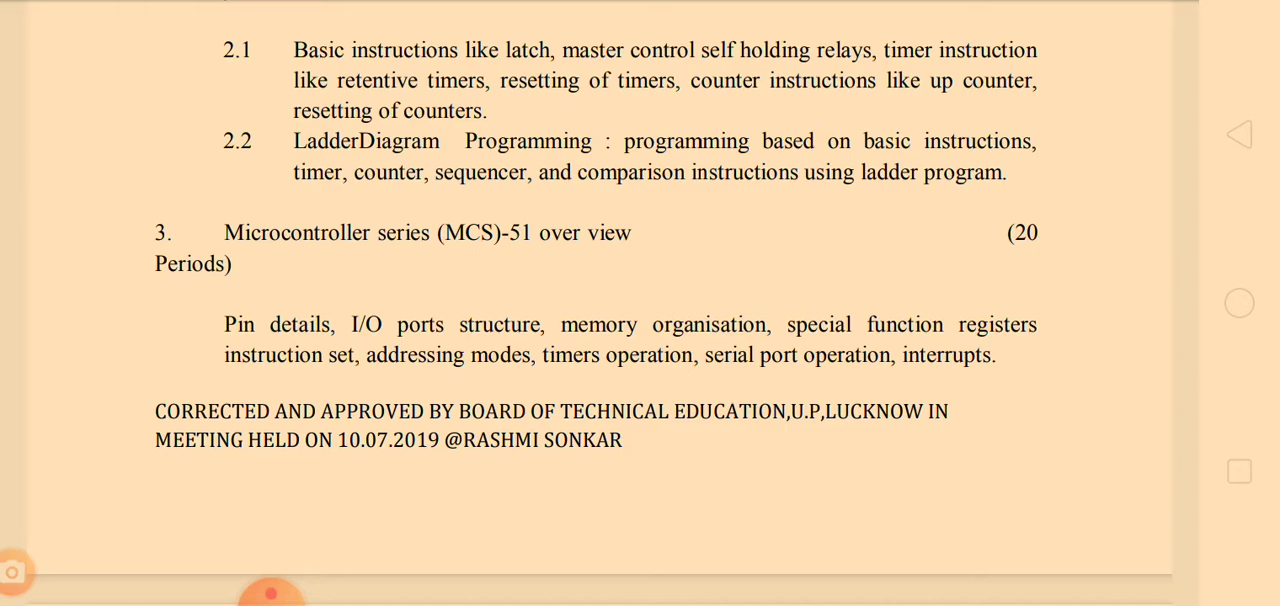 2.1 Basic instructions like latch, master control self holding relays, timer instruction
like retentive timers, resetting of timers, counter instructions like up counter,
resetting of counters.
2.2 LadderDiagram Programming : programming based on basic instructions,
timer, counter, sequencer, and comparison instructions using ladder program.
3. Microcontroller series (MCS)-51 over view (20
Periods)
Pin details, I/O ports structure, memory organisation, special function registers
instruction set, addressing modes, timers operation, serial port operation, interrupts.
CORRECTED AND APPROVED BY BOARD OF TECHNICAL EDUCATION,U.P,LUCKNOW IN
MEETING HELD ON 10.07.2019 @RASHMI SONKAR